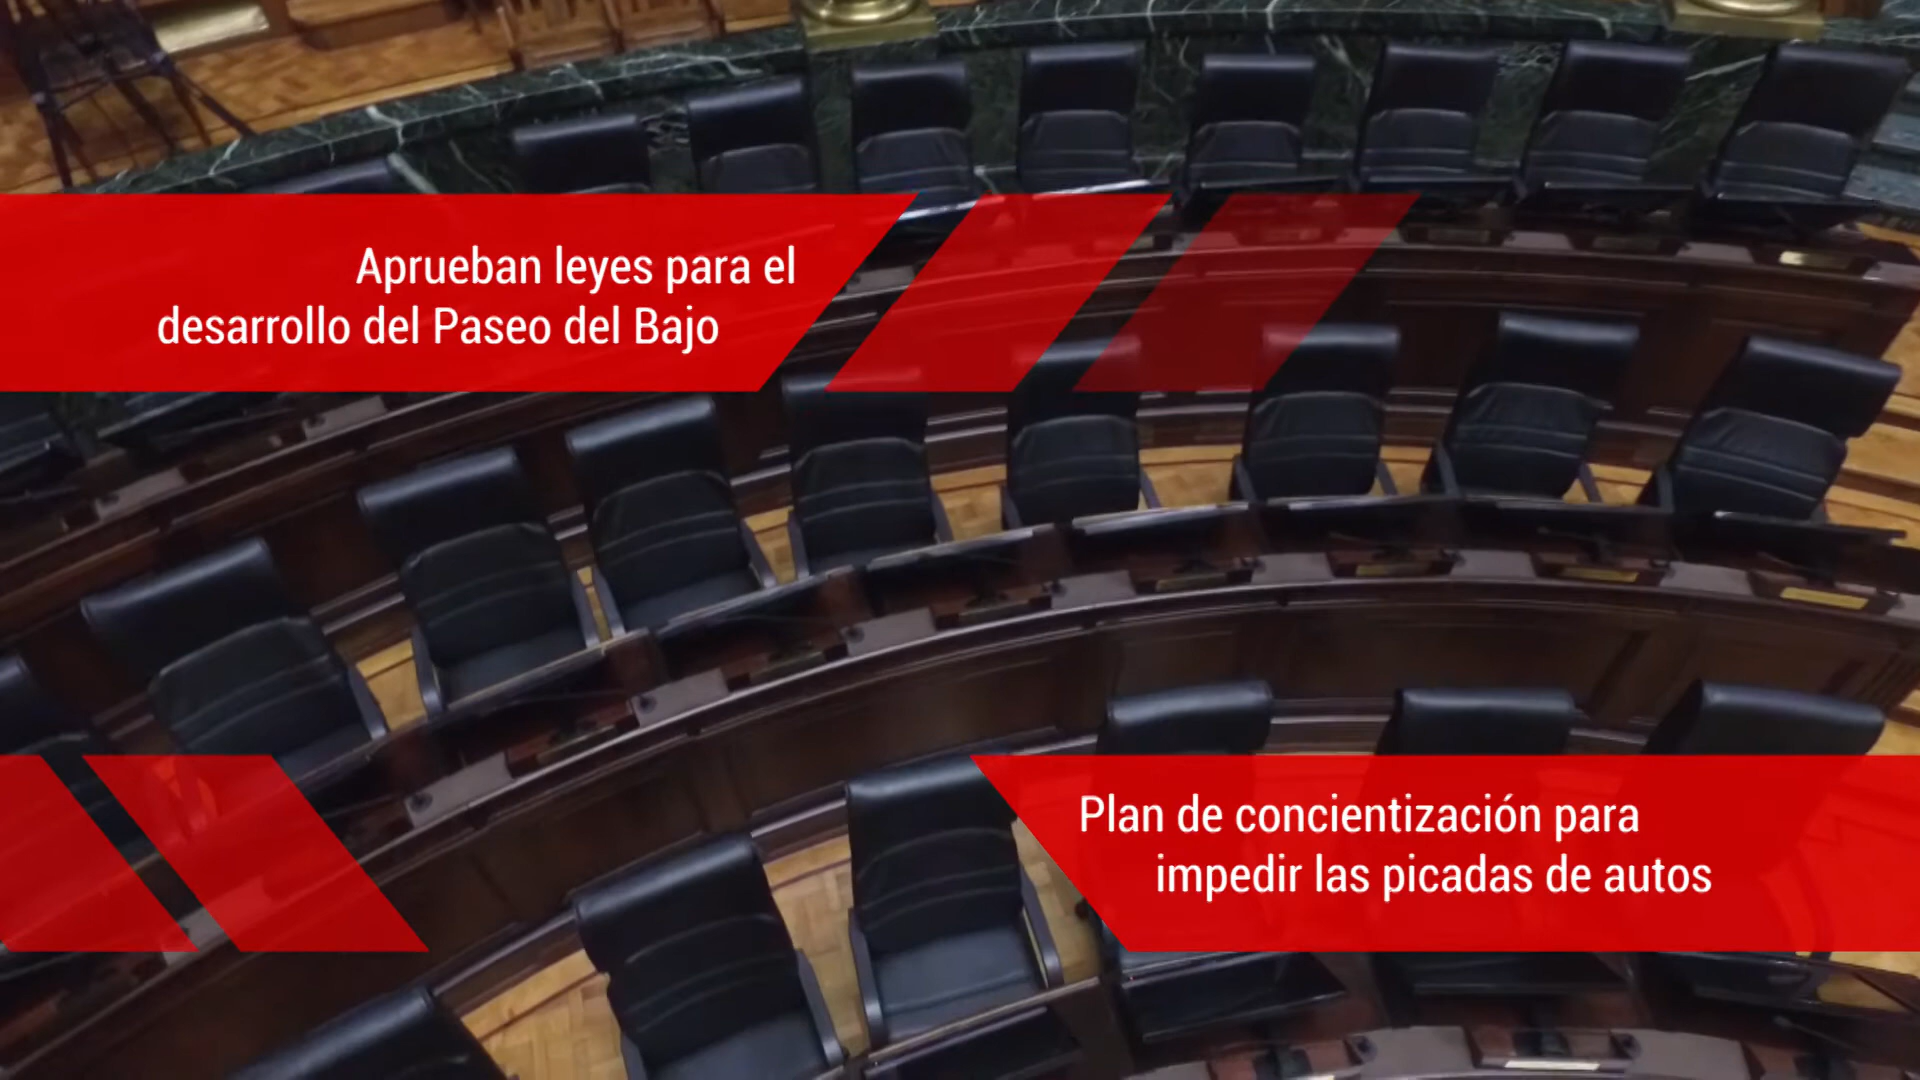 Aprueban leyes para el
desarrollo del Paseo del Bajo
Plan de concientización para
impedir las picadas de autos